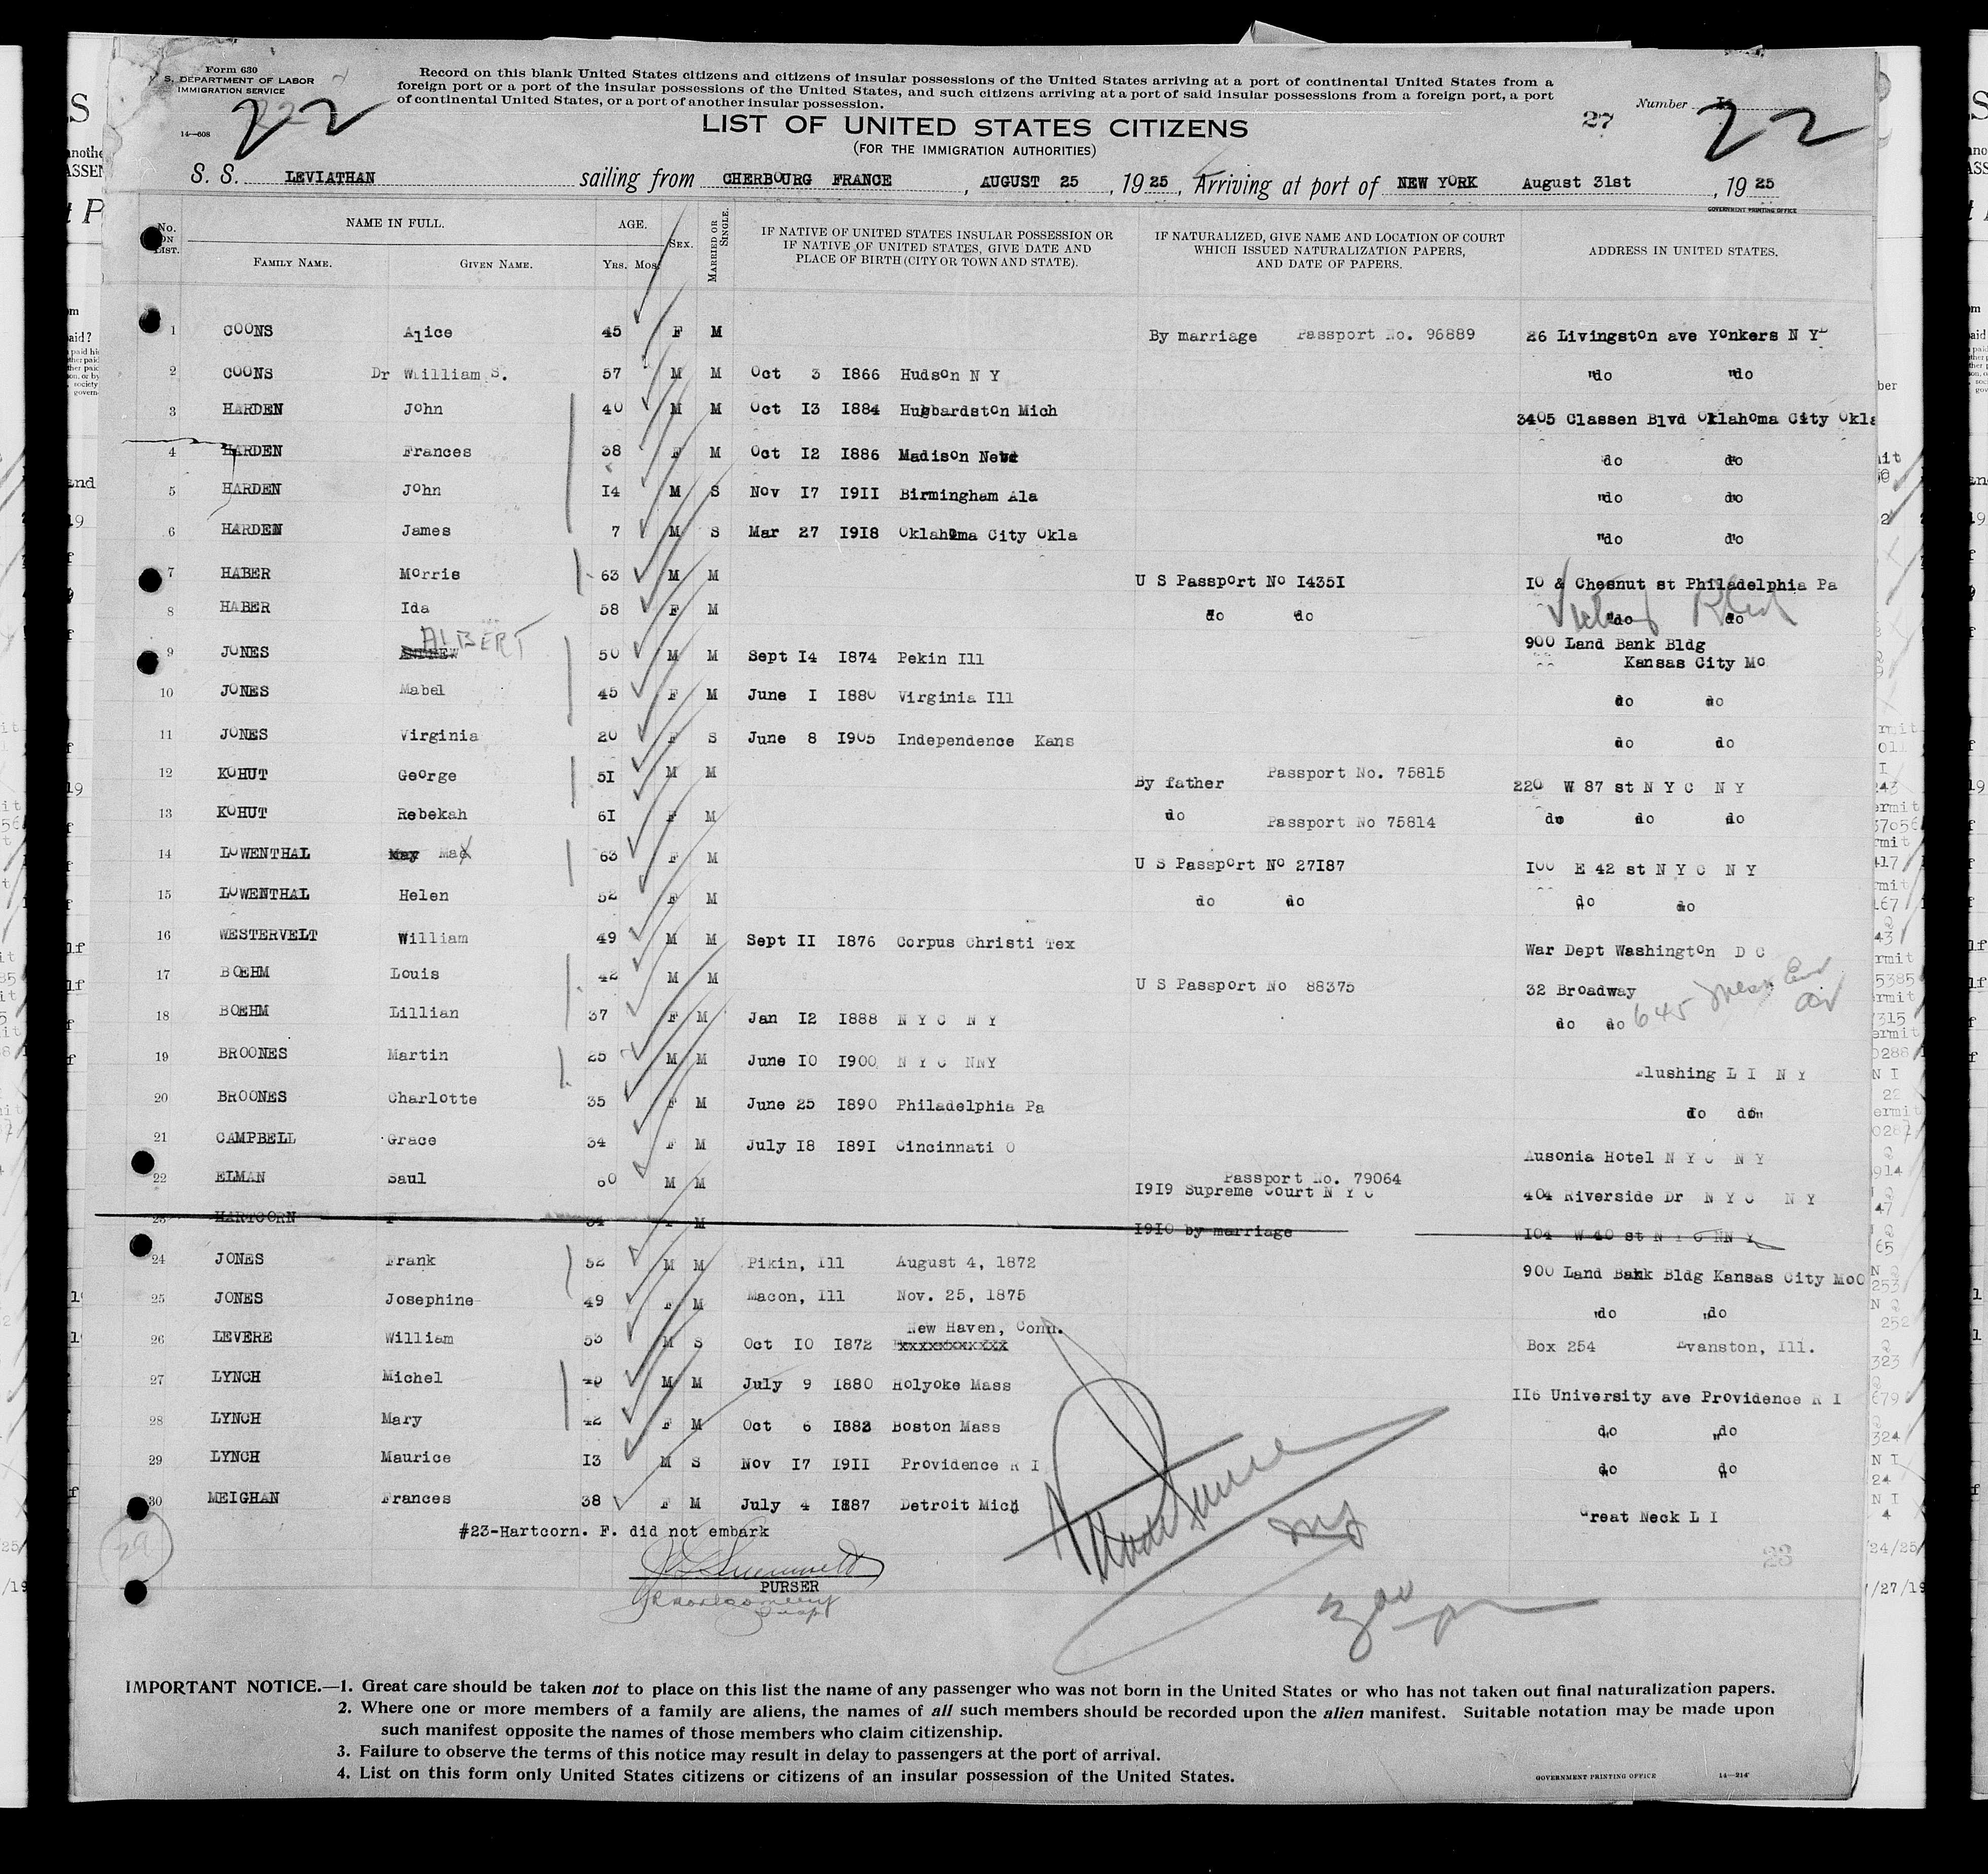 Form 630
U. S. DEPARTMENT OF LABOR
IMMIGRATION SERVICE
14—608
22
Record on this blank United States citizens and citizens of insular possessions of the United States arriving at a port of continental United States from a
foreign port or a port of the insular possessions of the United States, and such citizens arriving at a port of said insular possessions from a foreign port, a port
of continental United States, or a port of another insular possession.
Number
27
22
LIST OF UNITED STATES CITIZENS
(FOR THE IMMIGRATION AUTHORITIES)
S. S. LEVIATHAN sailing from CHERBOURG FRANCE, AUGUST 25, 1925, Arriving at port of NEW YORK August 31st, 1925
GOVERNMENT PRINTING OFFICE
No. ON LIST. NAME IN FULL. FAMILY NAME. GIVEN NAME. AGE. Yrs. Mos. SEX. MARRIED OR SINGLE. IF NATIVE OF UNITED STATES INSULAR POSSESSION OR IF NATIVE OF UNITED STATES, GIVE DATE AND PLACE OF BIRTH (CITY OR TOWN AND STATE). IF NATURALIZED, GIVE NAME AND LOCATION OF COURT WHICH ISSUED NATURALIZATION PAPERS, AND DATE OF PAPERS. ADDRESS IN UNITED STATES.
1 COONS Alice 45 F M By marriage Passport No. 96889 26 Livingston ave Yonkers N Y
2 COONS Dr William S. 57 M M Oct 3 1866 Hudson N Y "do "do
3 HARDEN John 40 M M Oct 13 1884 Hubbardston Mich 3405 Classen Blvd Oklahoma City Okla
4 HARDEN Frances 38 F M Oct 12 1886 Madison Nebr do do
5 HARDEN John 14 M S Nov 17 1911 Birmingham Ala "do do
6 HARDEN James 7 M S Mar 27 1918 Oklahoma City Okla "do do
7 HABER Morris 63 M M U S Passport No 14351 10 & Chesnut st Philadelphia Pa
8 HABER Ida 58 F M do do "do do
9 JONES ANDREW ALBERT 50 M M Sept 14 1874 Pekin Ill 900 Land Bank Bldg
Kansas City Mo
10 JONES Mabel 45 F M June 1 1880 Virginia Ill do do
11 JONES Virginia 20 F S June 8 1905 Independence Kans do do
12 KOHUT George 51 M M By father Passport No. 75815 220 W 87 st N Y C N Y
13 KOHUT Rebekah 61 F M do Passport No 75814 do do do
14 LOWENTHAL May Max 63 F M U S Passport No 27187 100 E 42 st N Y C N Y
15 LOWENTHAL Helen 52 F M do do do do
16 WESTERVELT William 49 M M Sept 11 1876 Corpus Christi Tex War Dept Washington D C
17 BOEHM Louis 42 M M U S Passport No 88375 32 Broadway
18 BOEHM Lillian 37 F M Jan 12 1888 N Y C N Y do do 645 West End av
19 BROONES Martin 25 M M June 10 1900 N Y C NNY Flushing L I N Y
20 BROONES Charlotte 35 F M June 25 1890 Philadelphia Pa do do"
21 CAMPBELL Grace 34 F M July 18 1891 Cincinnati O Ausonia Hotel N Y C N Y
22 ELMAN Saul 60 M M Passport No. 79064
1919 Supreme Court N Y C 404 Riverside Dr N Y C N Y
23 HARTCORN F 34 F M 1910 by marriage 104 W 40 st N Y C NN Y
24 JONES Frank 52 M M Pikin, Ill August 4, 1872 900 Land Bank Bldg Kansas City MoO
25 JONES Josephine 49 F M Macon, Ill Nov. 25, 1875 "do "do
26 LEVERE William 53 M S Oct 10 1872 New Haven, Conn. xxxxxxxxxxx Box 254 Evanston, Ill.
27 LYNCH Michel 45 M M July 9 1880 Holyoke Mass 116 University ave Providence R I
28 LYNCH Mary 42 F M Oct 6 1883 Boston Mass do "do
29 LYNCH Maurice 13 M S Nov 17 1911 Providence R I do do
30 MEIGHAN Frances 38 F M July 4 1887 Detroit Mich Great Neck L I
#23-Hartcorn. F. did not embark
PURSER
29
23
IMPORTANT NOTICE.—1. Great care should be taken not to place on this list the name of any passenger who was not born in the United States or who has not taken out final naturalization papers.
2. Where one or more members of a family are aliens, the names of all such members should be recorded upon the alien manifest. Suitable notation may be made upon
such manifest opposite the names of those members who claim citizenship.
3. Failure to observe the terms of this notice may result in delay to passengers at the port of arrival.
4. List on this form only United States citizens or citizens of an insular possession of the United States.
GOVERNMENT PRINTING OFFICE 14—214